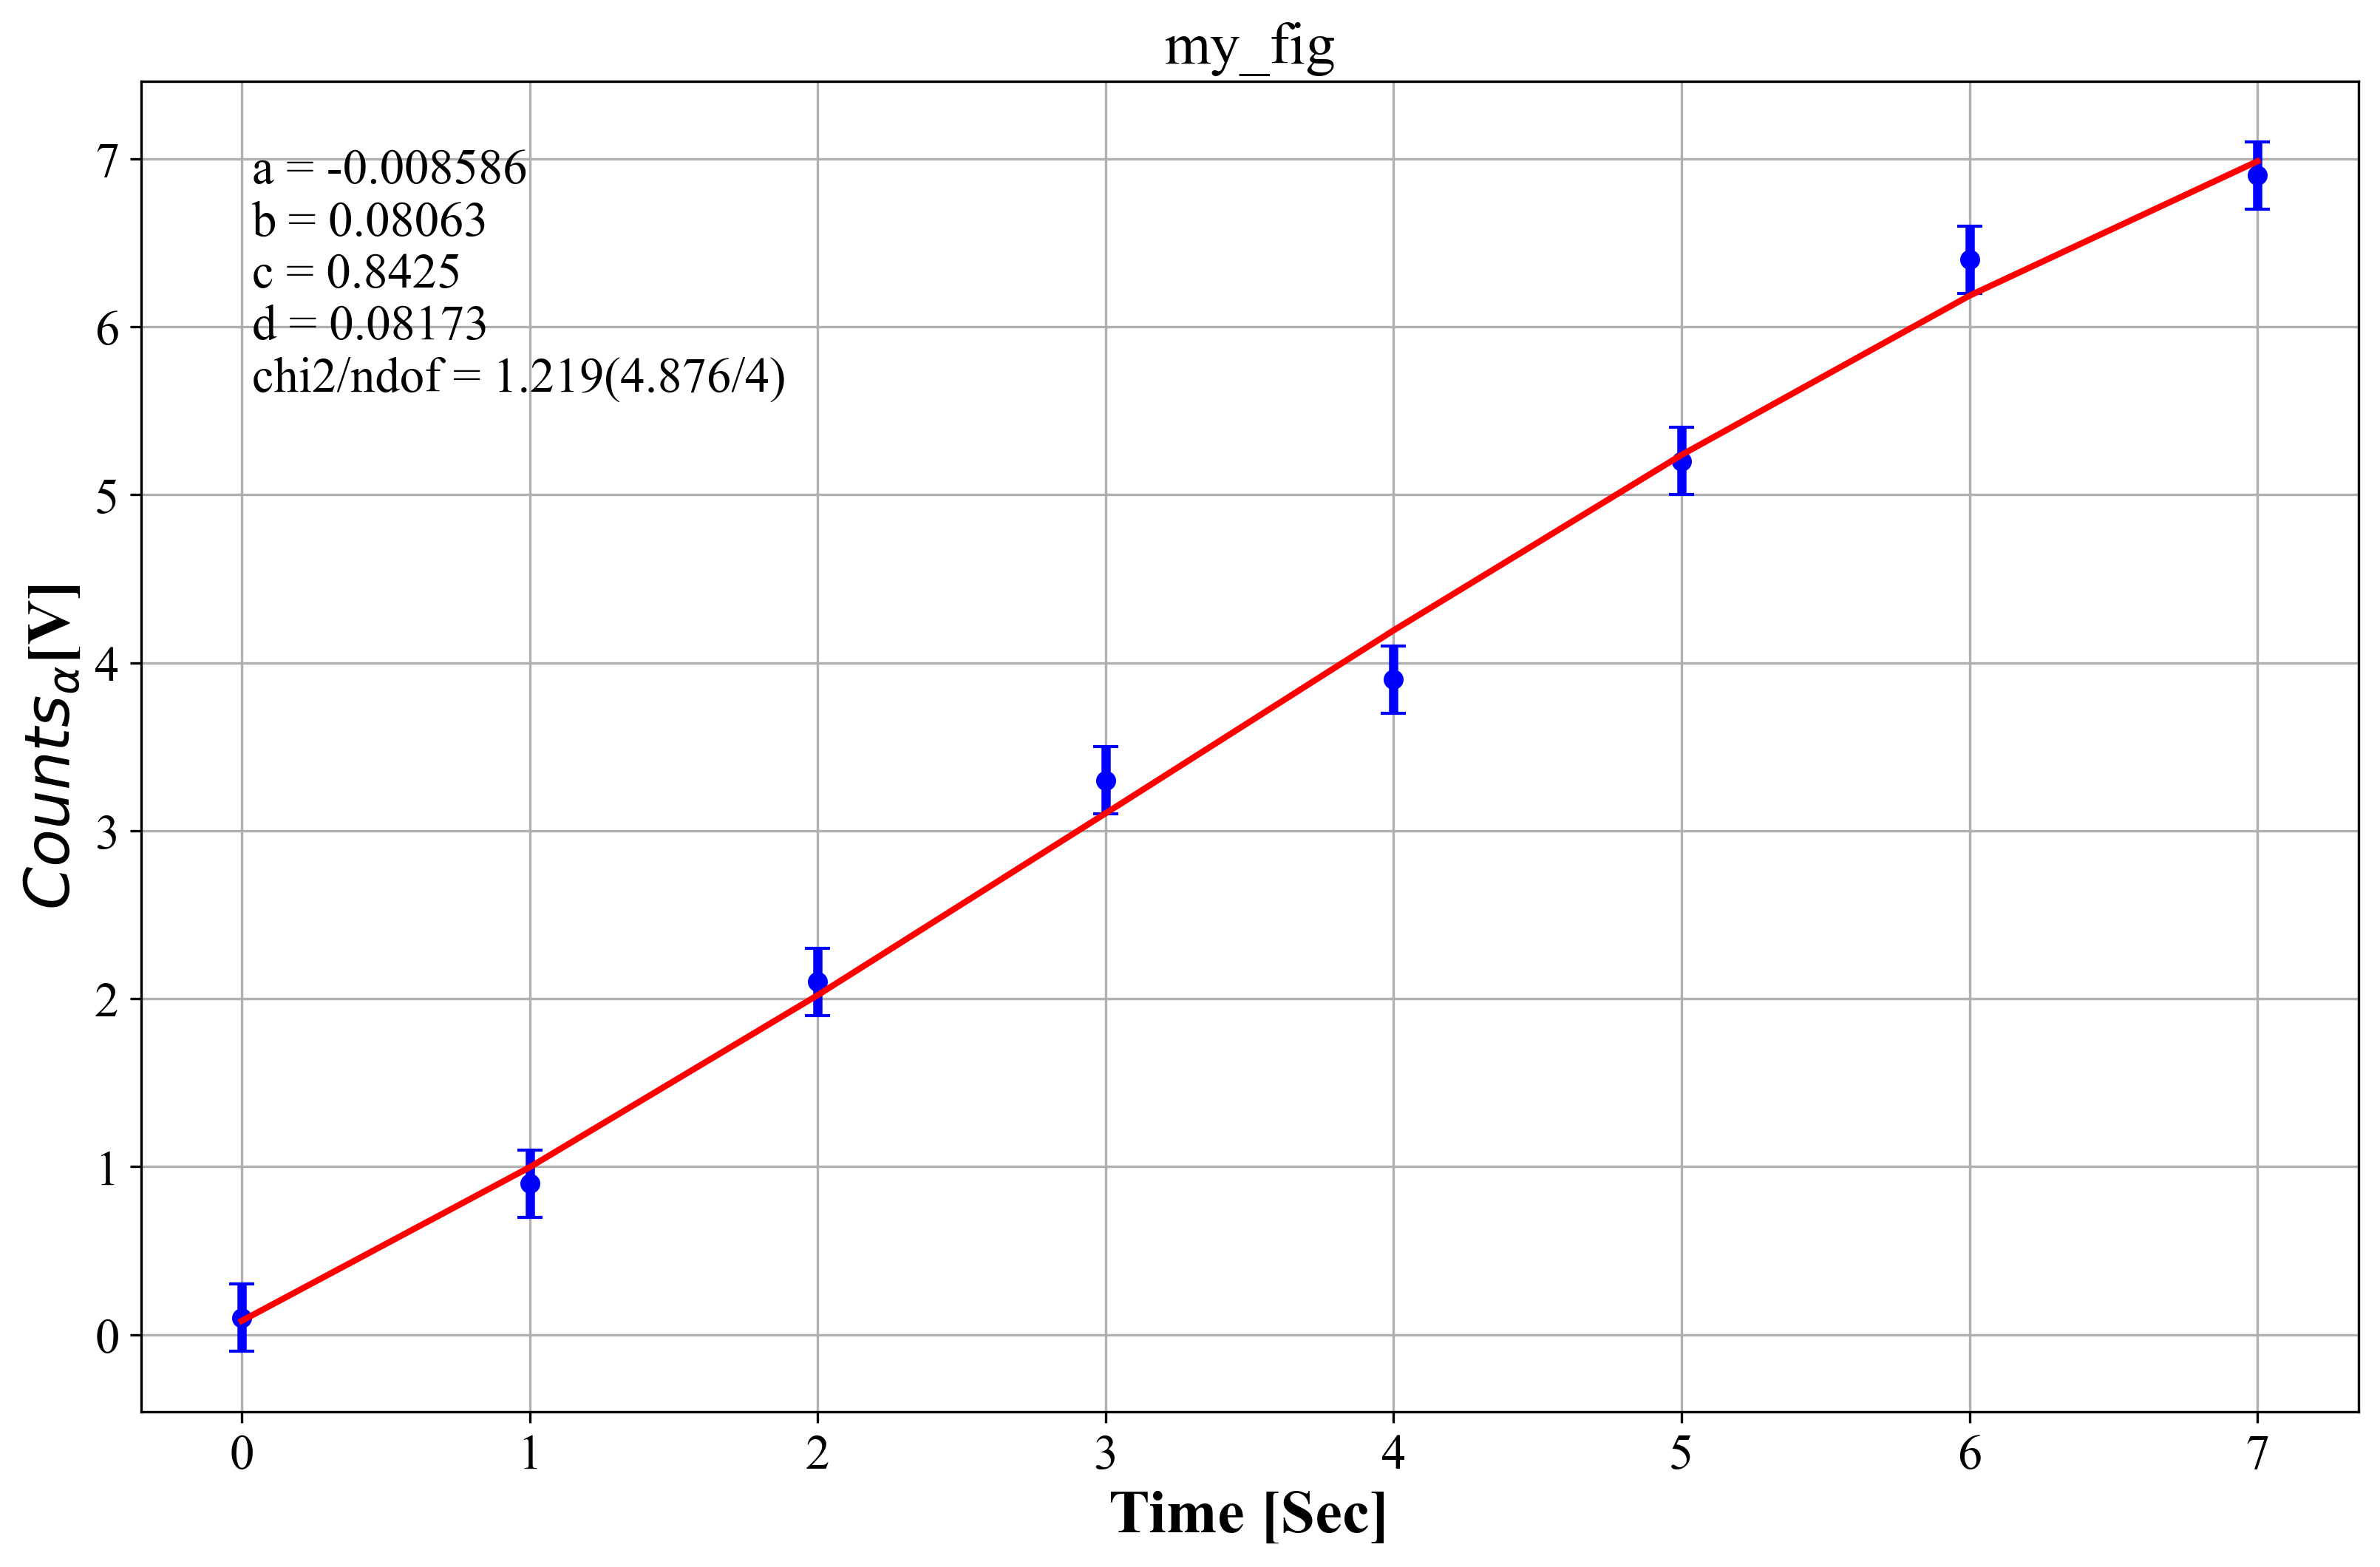 my_fig
a = -0.008586
b = 0.08063
c = 0.8425
d = 0.08173
chi2/ndof = 1.219(4.876/4)
Counts_α[V]
7
6
5
4
3
2
1
0
0 1 2 3 4 5 6 7
Time [Sec]